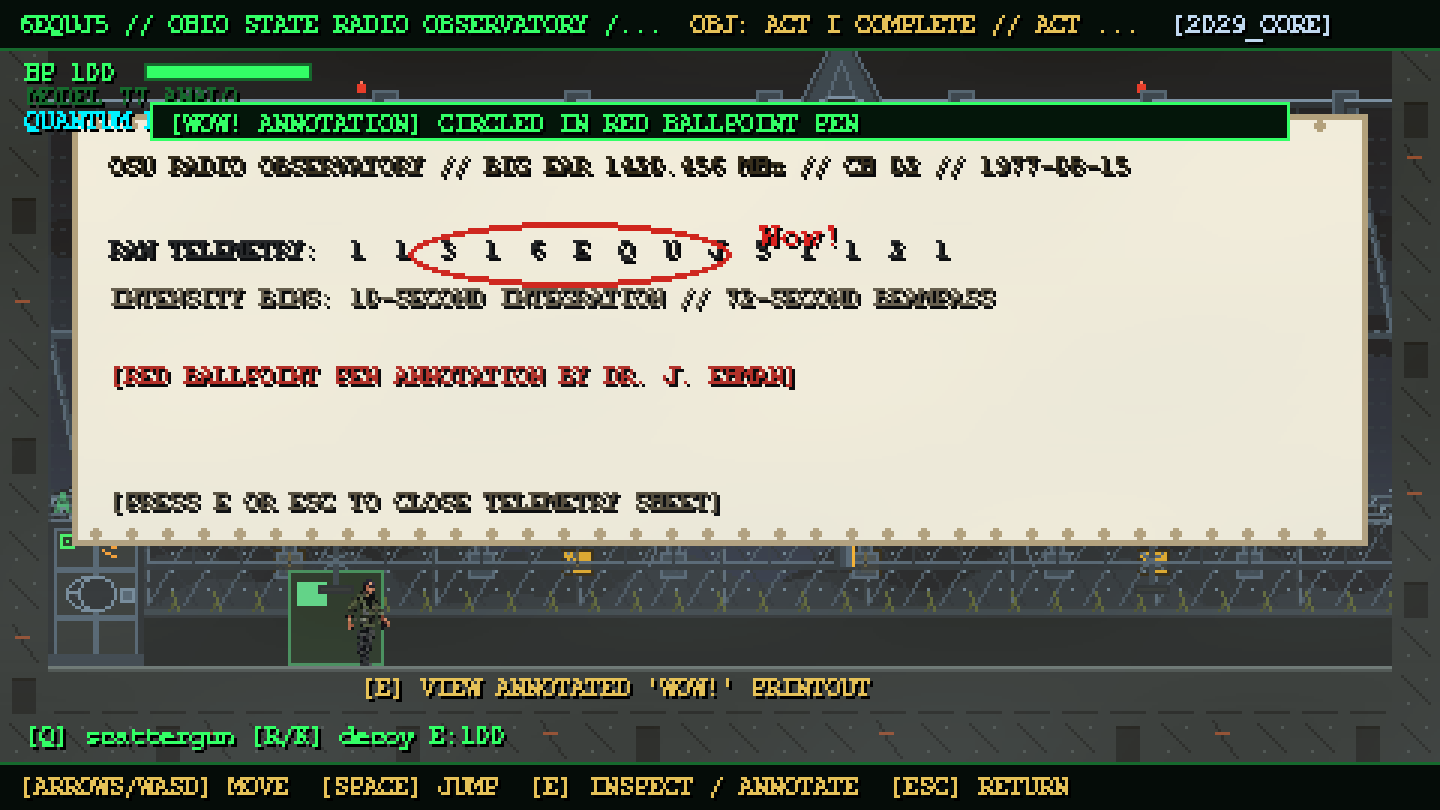 6EQUJ5 // OHIO STATE RADIO OBSERVATORY /... OBJ: ACT I COMPLETE // ACT ... [2029_CORE]
HP 100
MODEL
QUANTUM
[WOW! ANNOTATION] CIRCLED IN RED BALLPOINT PEN
OSU RADIO OBSERVATORY // BIG EAR 1420.456 MHz // CH 02 // 1977-08-15
Wow!
RAW TELEMETRY: 1 1 3 1 6 E Q U J 5 1 1 2 1
INTENSITY BINS: 10-SECOND INTEGRATION // 72-SECOND BEAMPASS
[RED BALLPOINT PEN ANNOTATION BY DR. J. EHMAN]
[PRESS E OR ESC TO CLOSE TELEMETRY SHEET]
[E] VIEW ANNOTATED 'WOW!' PRINTOUT
[Q] scattergun [R/K] decoy E:100
[ARROWS/WASD] MOVE [SPACE] JUMP [E] INSPECT / ANNOTATE [ESC] RETURN